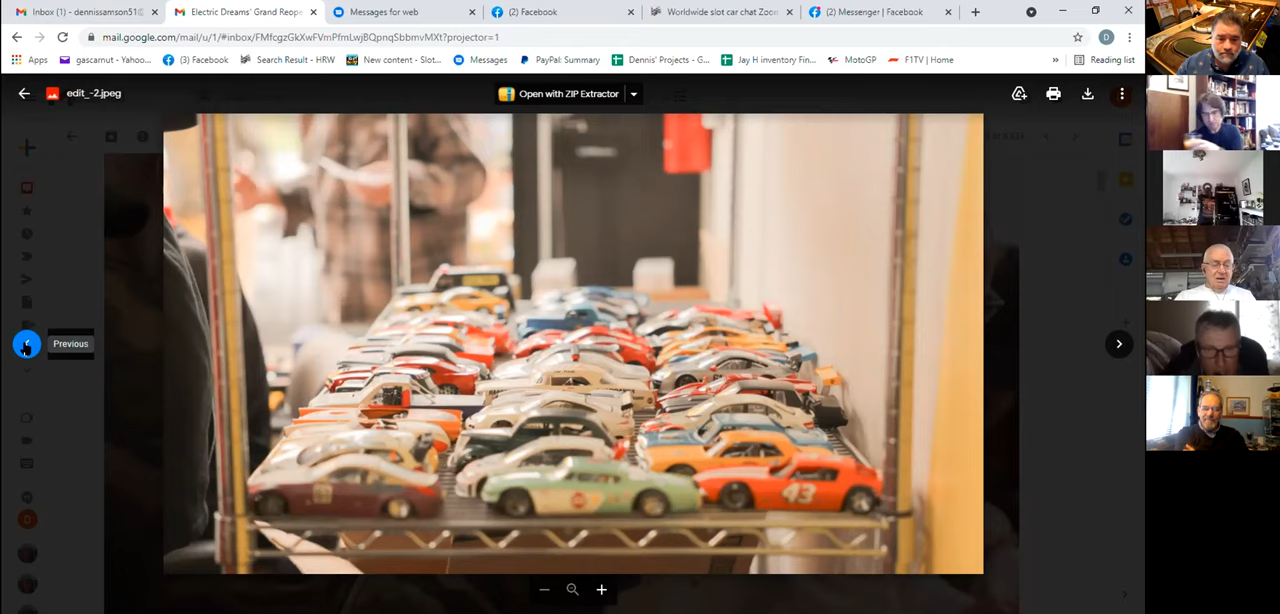 Inbox (1) - dennissamson51@
Electric Dreams' Grand Reope
Messages for web
(2) Facebook
Worldwide slot car chat Zoom
(2) Messenger | Facebook
mail.google.com/mail/u/1/#inbox/FMfcgzGkXwFVmPfmLwjBQpnqSbbmvMXt?projector=1
D
Apps
gascarnut - Yahoo...
(3) Facebook
Search Result - HRW
New content - Slot...
Messages
PayPal: Summary
Dennis' Projects - G...
Jay H inventory Fin...
MotoGP
F1TV | Home
»
Reading list
edit_-2.jpeg
Open with ZIP Extractor
Previous
43